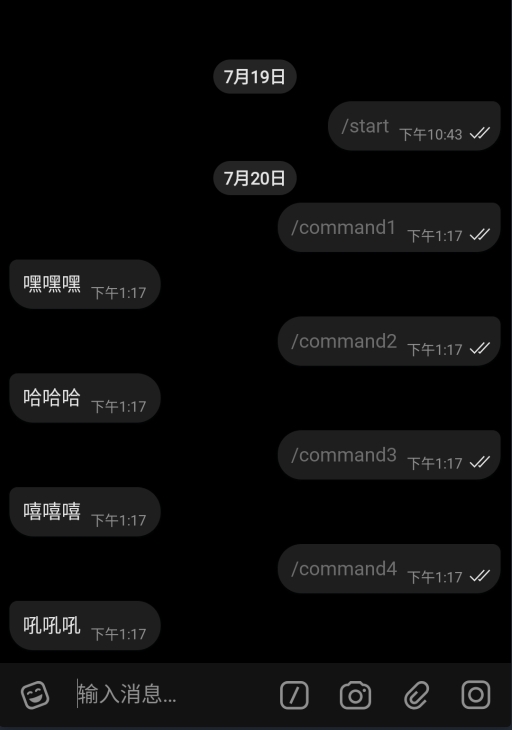 7月19日
/start 下午10:43
7月20日
/command1 下午1:17
嘿嘿嘿 下午1:17
/command2 下午1:17
哈哈哈 下午1:17
/command3 下午1:17
嘻嘻嘻 下午1:17
/command4 下午1:17
吼吼吼 下午1:17
输入消息...